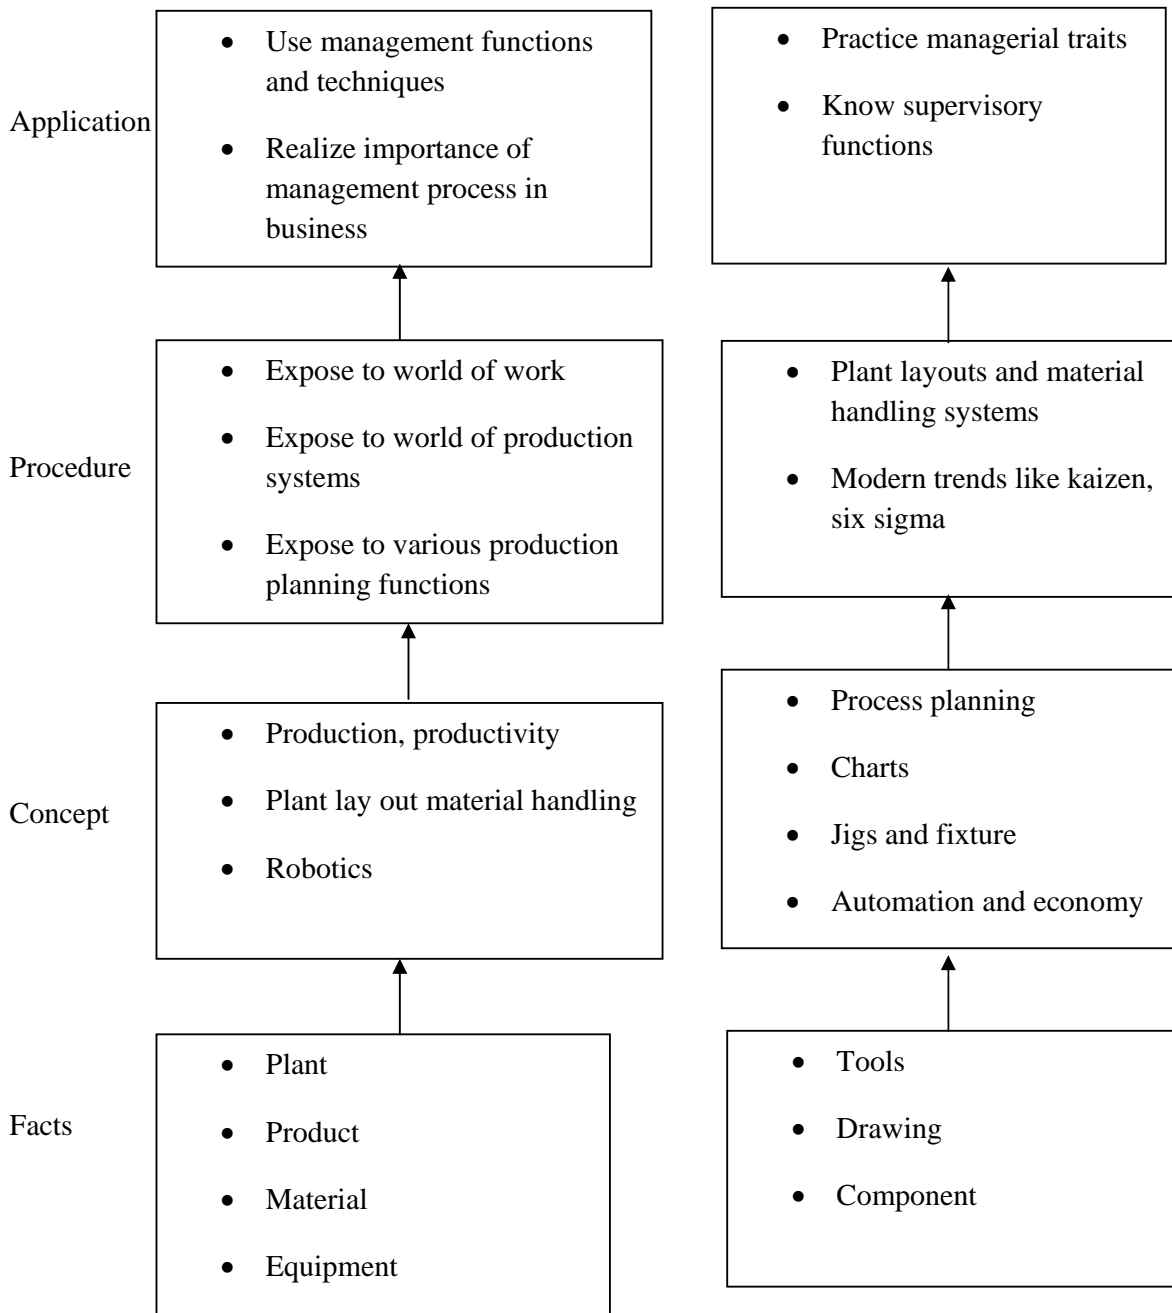 Application
• Use management functions
and techniques
• Realize importance of
management process in
business
• Practice managerial traits
• Know supervisory
functions
Procedure
• Expose to world of work
• Expose to world of production
systems
• Expose to various production
planning functions
• Plant layouts and material
handling systems
• Modern trends like kaizen,
six sigma
Concept
• Production, productivity
• Plant lay out material handling
• Robotics
• Process planning
• Charts
• Jigs and fixture
• Automation and economy
Facts
• Plant
• Product
• Material
• Equipment
• Tools
• Drawing
• Component